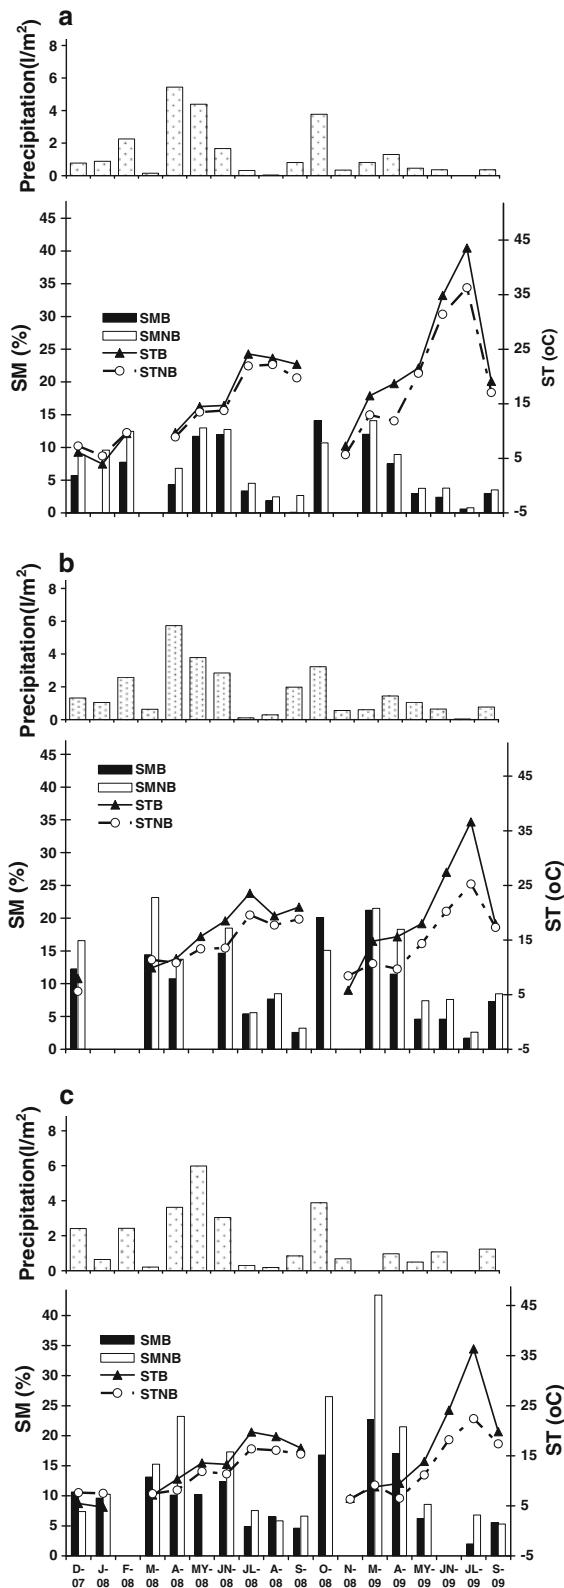 a
Precipitation(l/m²)
8
6
4
2
0
SM (%)
45
40
35
30
25
20
15
10
5
0
SMB
SMNB
STB
STNB
45
35
25
15
5
-5
ST (oC)
b
Precipitation(l/m²)
8
6
4
2
0
SM (%)
45
40
35
30
25
20
15
10
5
0
SMB
SMNB
STB
STNB
45
35
25
15
5
-5
ST (oC)
c
Precipitation(l/m²)
8
6
4
2
0
SM (%)
40
35
30
25
20
15
10
5
0
SMB
SMNB
STB
STNB
45
35
25
15
5
-5
ST (oC)
D- J- F- M- A- MY- JN- JL- A- S- O- N- M- A- MY- JN- JL- S-
07 08 08 08 08 08 08 08 08 08 08 08 09 09 09 09 09 09